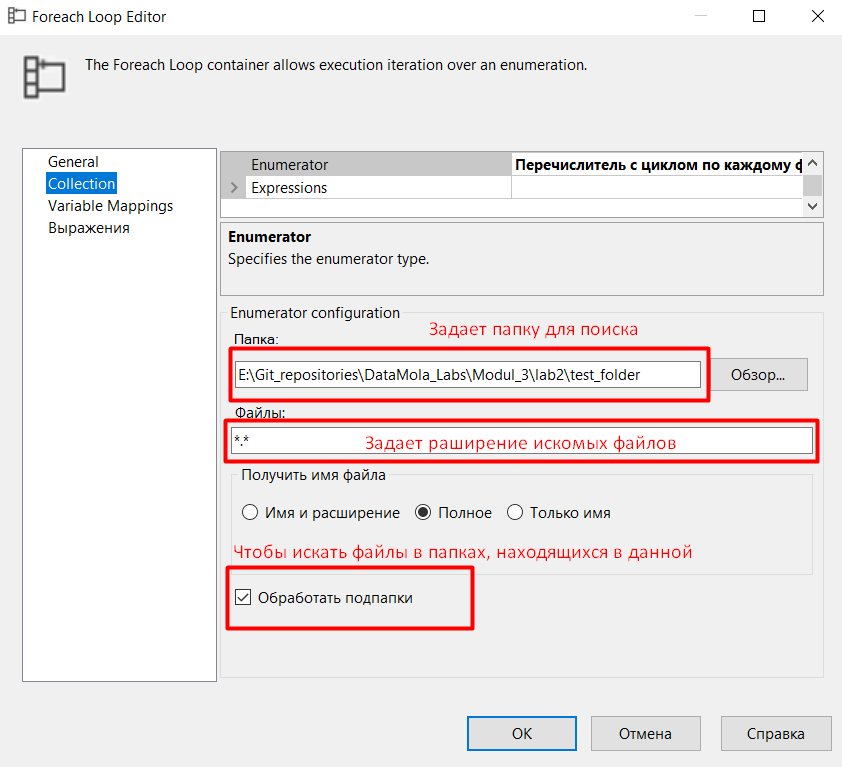 Foreach Loop Editor
The Foreach Loop container allows execution iteration over an enumeration.
General
Collection
Variable Mappings
Выражения
Enumerator
Перечислитель с циклом по каждому ф
Expressions
Enumerator
Specifies the enumerator type.
Enumerator configuration
Задает папку для поиска
Папка:
E:\Git_repositories\DataMola_Labs\Modul_3\lab2\test_folder
Обзор...
Файлы:
*.*
Задает раширение искомых файлов
Получить имя файла
Имя и расширение
Полное
Только имя
Чтобы искать файлы в папках, находящихся в данной
Обработать подпапки
ОК
Отмена
Справка